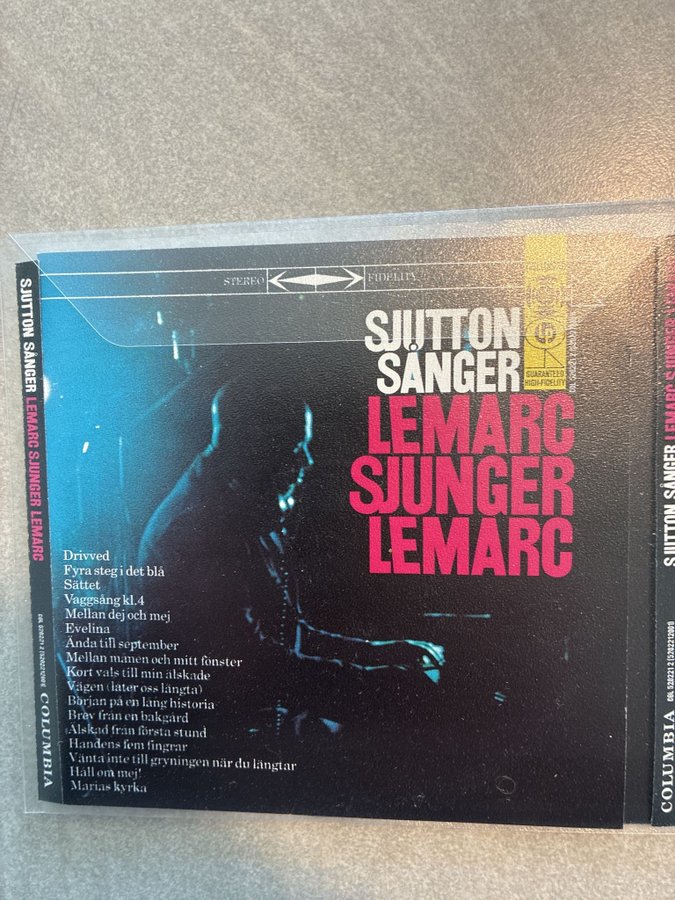 STEREO FIDELITY
SJUTTON
SÅNGER
LEMARC
SJUNGER
LEMARC
GUARANTEED
HIGH-FIDELITY
Drivved
Fyra steg i det blå
Sättet
Vaggsång kl.4
Mellan dej och mej
Evelina
Ända till september
Mellan månen och mitt fönster
Kort vals till min älskade
Vägen (låter oss längta)
Början på en lång historia
Brev från en bakgård
Älskad från första stund
Handens fem fingrar
Vänta inte till gryningen när du längtar
Håll om mej!
Marias kyrka
SJUTTON SÅNGER LEMARC SJUNGER LEMARC
COLUMBIA
SJUTTON SÅNGER LEMARC SJUNGER
COLUMBIA